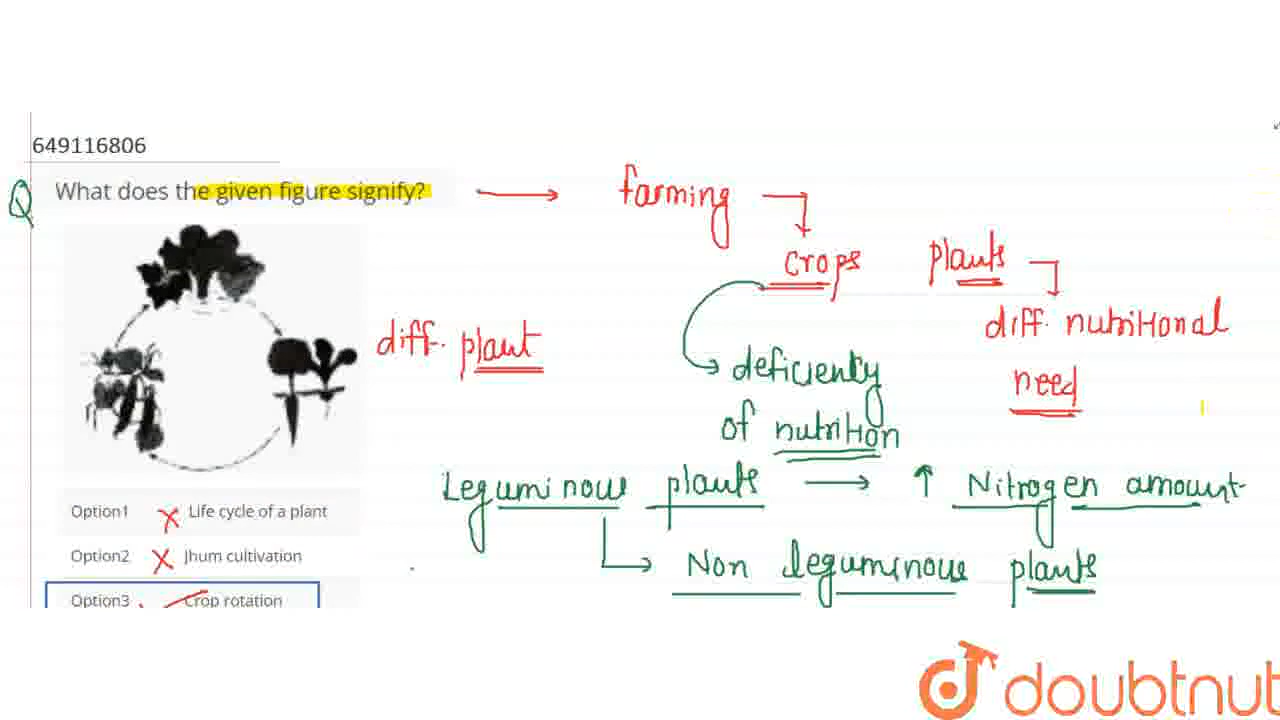 649116806
Q What does the given figure signify? → farming
crops
plants
diff. nutritional
need
diff. plant
deficiency
of nutrition
Leguminous plants → ↑ Nitrogen amount
Non leguminous plants
Option1 Life cycle of a plant
Option2 Jhum cultivation
Option3 Crop rotation
doubtnut